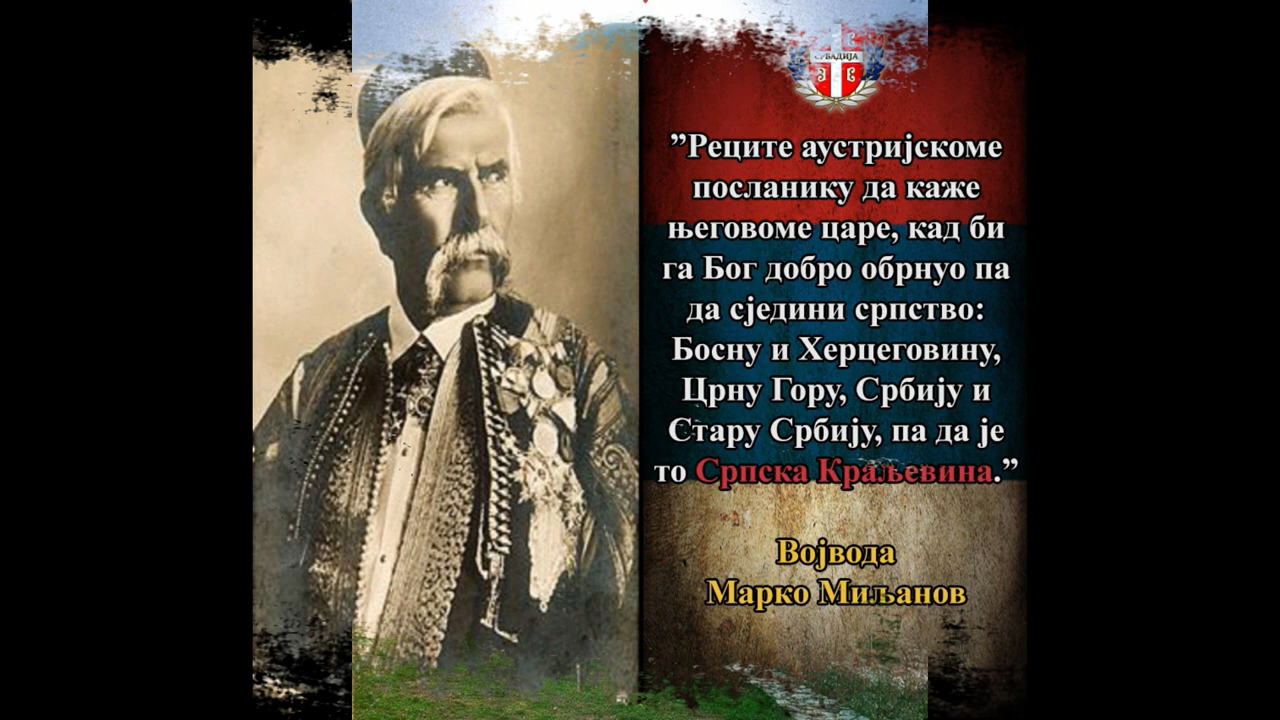 СРБАДИЈА
”Реците аустријскоме
посланику да каже
његовоме царе, кад би
га Бог добро обрнуо па
да сједини српство:
Босну и Херцеговину,
Црну Гору, Србију и
Стару Србију, па да је
то Српска Краљевина.”
Војвода
Марко Миљанов